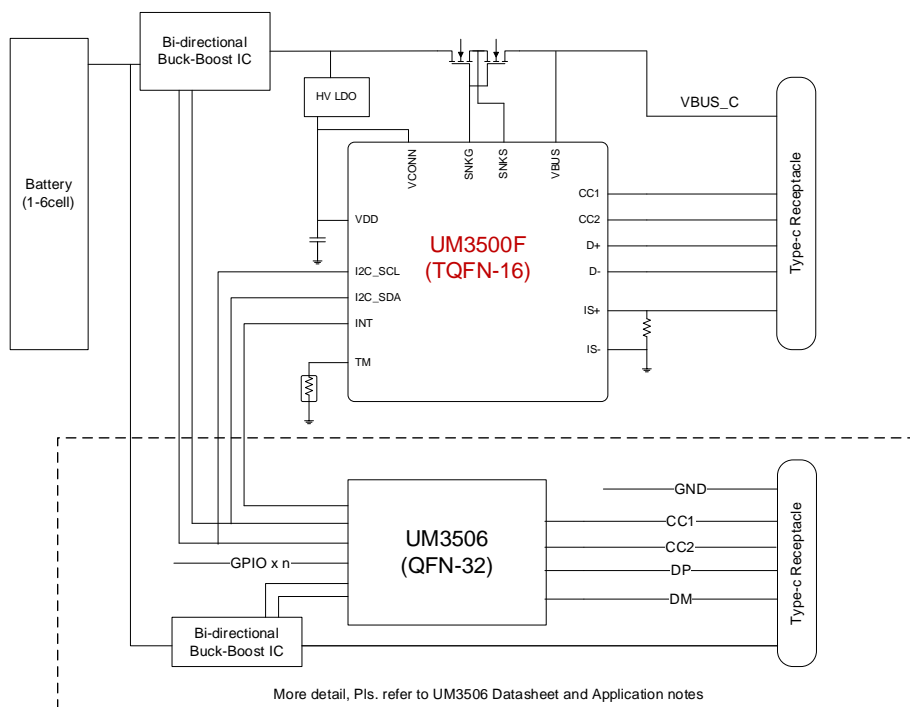 Bi-directional
Buck-Boost IC
HV LDO
VBUS_C
Battery
(1-6cell)
VCONN
SNKG
SNKS
VBUS
VDD
I2C_SCL
I2C_SDA
INT
TM
UM3500F
(TQFN-16)
CC1
CC2
D+
D-
IS+
IS-
Type-c Receptacle
UM3506
(QFN-32)
GPIO x n
GND
CC1
CC2
DP
DM
Type-c Receptacle
Bi-directional
Buck-Boost IC
More detail, Pls. refer to UM3506 Datasheet and Application notes